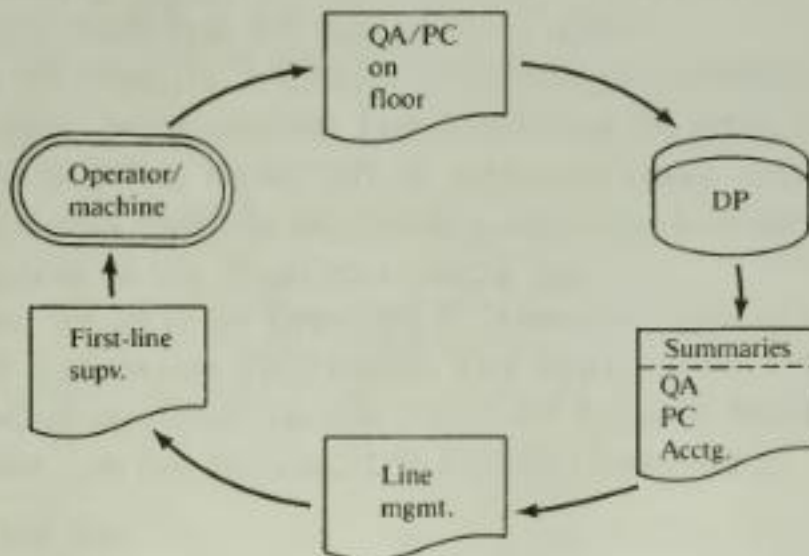 QA/PC
on
floor
Operator/
machine
DP
First-line
supv.
Summaries
QA
PC
Acctg.
Line
mgmt.